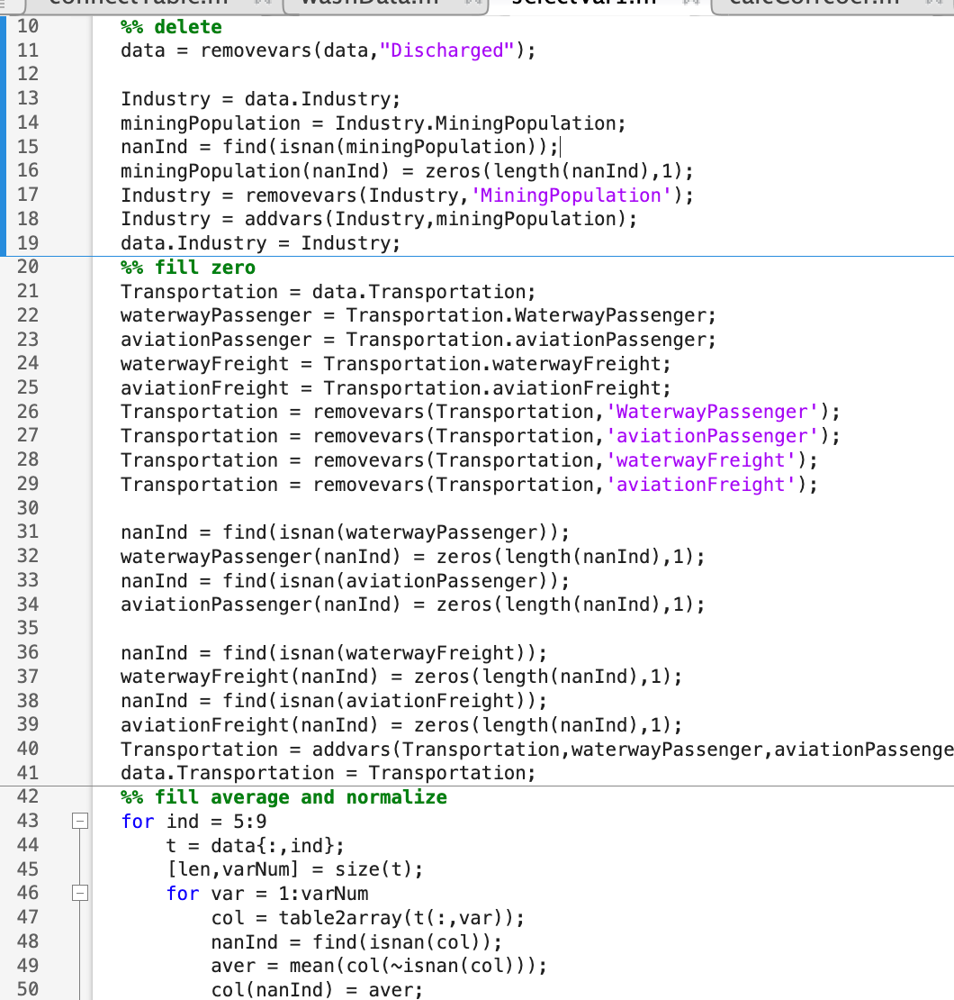 10 %% delete
11 data = removevars(data,"Discharged");
12
13 Industry = data.Industry;
14 miningPopulation = Industry.MiningPopulation;
15 nanInd = find(isnan(miningPopulation));
16 miningPopulation(nanInd) = zeros(length(nanInd),1);
17 Industry = removevars(Industry,'MiningPopulation');
18 Industry = addvars(Industry,miningPopulation);
19 data.Industry = Industry;
20 %% fill zero
21 Transportation = data.Transportation;
22 waterwayPassenger = Transportation.WaterwayPassenger;
23 aviationPassenger = Transportation.aviationPassenger;
24 waterwayFreight = Transportation.waterwayFreight;
25 aviationFreight = Transportation.aviationFreight;
26 Transportation = removevars(Transportation,'WaterwayPassenger');
27 Transportation = removevars(Transportation,'aviationPassenger');
28 Transportation = removevars(Transportation,'waterwayFreight');
29 Transportation = removevars(Transportation,'aviationFreight');
30
31 nanInd = find(isnan(waterwayPassenger));
32 waterwayPassenger(nanInd) = zeros(length(nanInd),1);
33 nanInd = find(isnan(aviationPassenger));
34 aviationPassenger(nanInd) = zeros(length(nanInd),1);
35
36 nanInd = find(isnan(waterwayFreight));
37 waterwayFreight(nanInd) = zeros(length(nanInd),1);
38 nanInd = find(isnan(aviationFreight));
39 aviationFreight(nanInd) = zeros(length(nanInd),1);
40 Transportation = addvars(Transportation,waterwayPassenger,aviationPassenge
41 data.Transportation = Transportation;
42 %% fill average and normalize
43 for ind = 5:9
44 t = data{:,ind};
45 [len,varNum] = size(t);
46 for var = 1:varNum
47 col = table2array(t(:,var));
48 nanInd = find(isnan(col));
49 aver = mean(col(~isnan(col)));
50 col(nanInd) = aver;